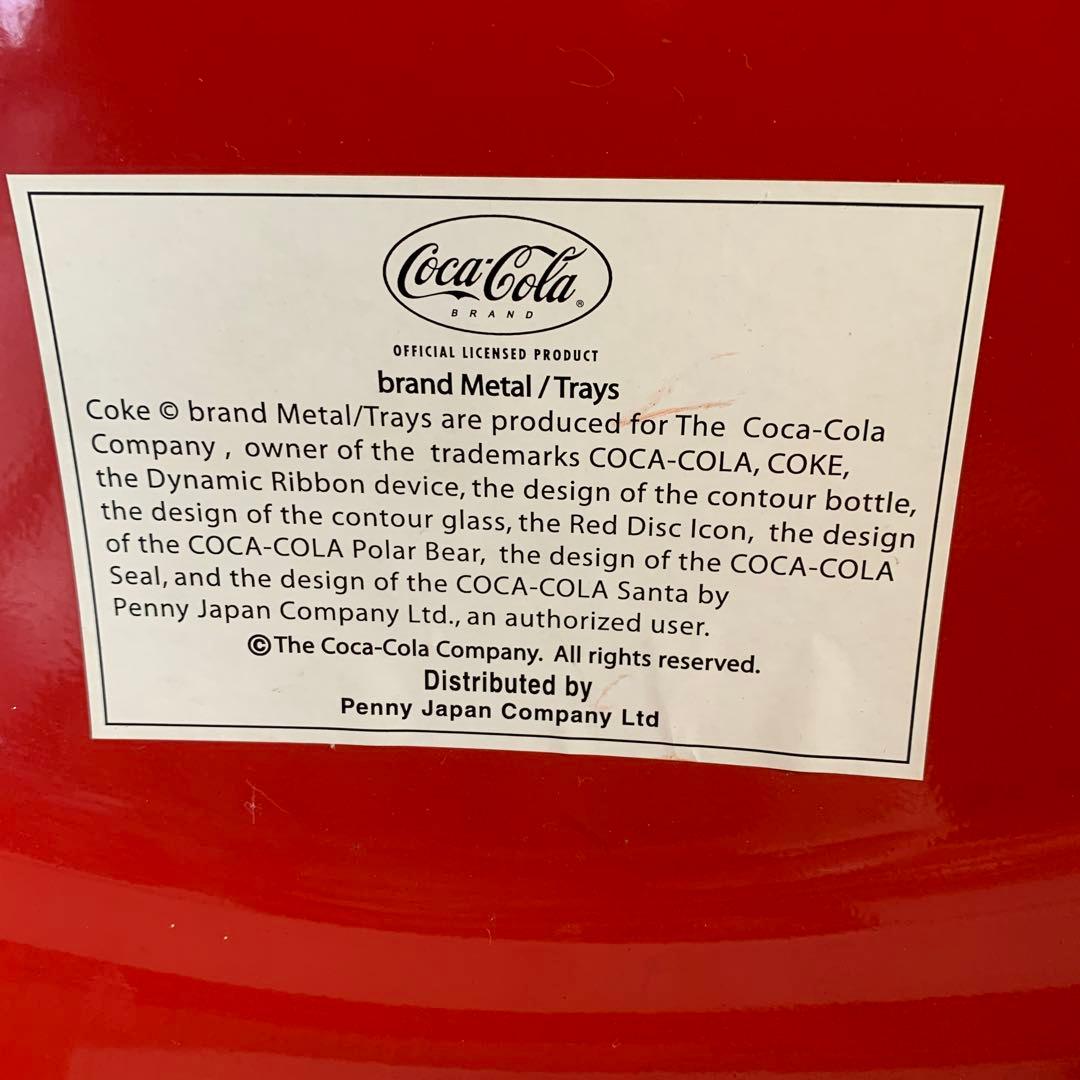 Coca-Cola®
BRAND
OFFICIAL LICENSED PRODUCT
brand Metal / Trays
Coke © brand Metal/Trays are produced for The Coca-Cola
Company , owner of the trademarks COCA-COLA, COKE,
the Dynamic Ribbon device, the design of the contour bottle,
the design of the contour glass, the Red Disc Icon, the design
of the COCA-COLA Polar Bear, the design of the COCA-COLA
Seal, and the design of the COCA-COLA Santa by
Penny Japan Company Ltd., an authorized user.
©The Coca-Cola Company. All rights reserved.
Distributed by
Penny Japan Company Ltd